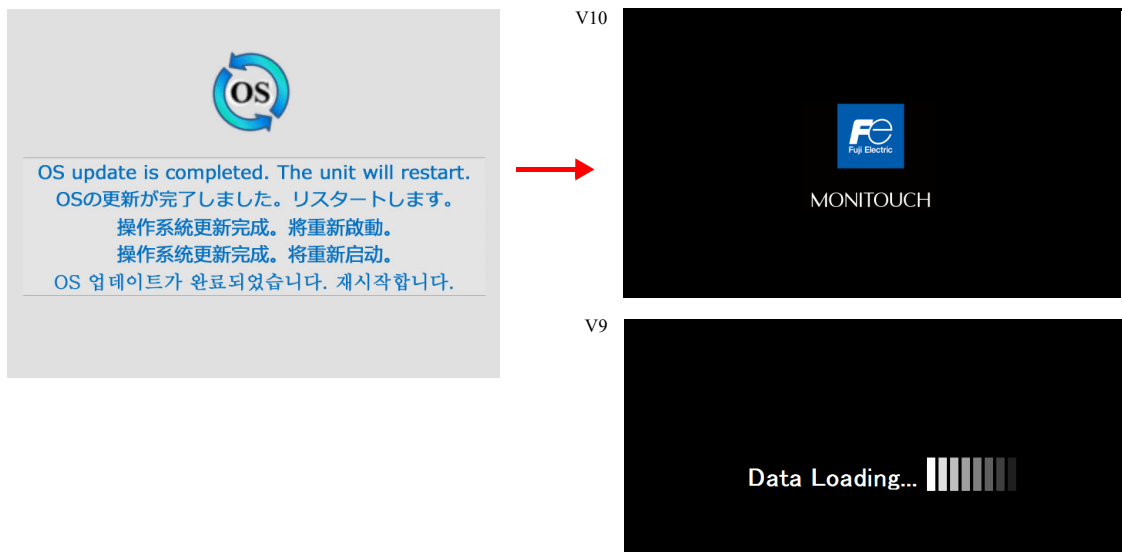 OS
OS update is completed. The unit will restart.
OSの更新が完了しました。リスタートします。
操作系統更新完成。將重新啟動。
操作系统更新完成。将重新启动。
OS 업데이트가 완료되었습니다. 재시작합니다.
V10
Fe
Fuji Electric
MONITOUCH
V9
Data Loading...